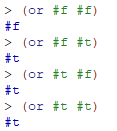 > (or #f #f)
#f
> (or #f #t)
#t
> (or #t #f)
#t
> (or #t #t)
#t